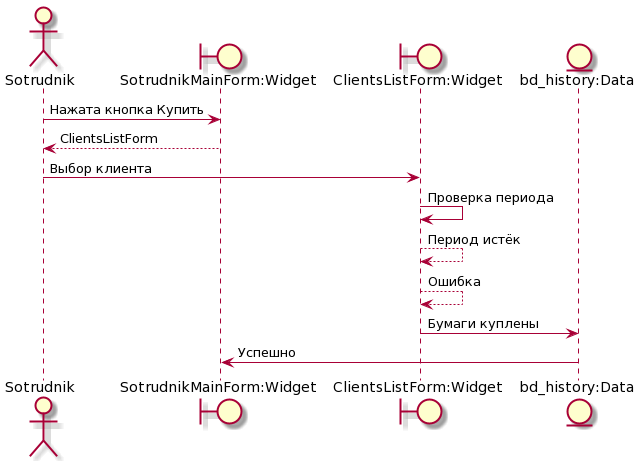 Sotrudnik
SotrudnikMainForm:Widget
ClientsListForm:Widget
bd_history:Data
Нажата кнопка Купить
ClientsListForm
Выбор клиента
Проверка периода
Период истёк
Ошибка
Бумаги куплены
Успешно
Sotrudnik
SotrudnikMainForm:Widget
ClientsListForm:Widget
bd_history:Data